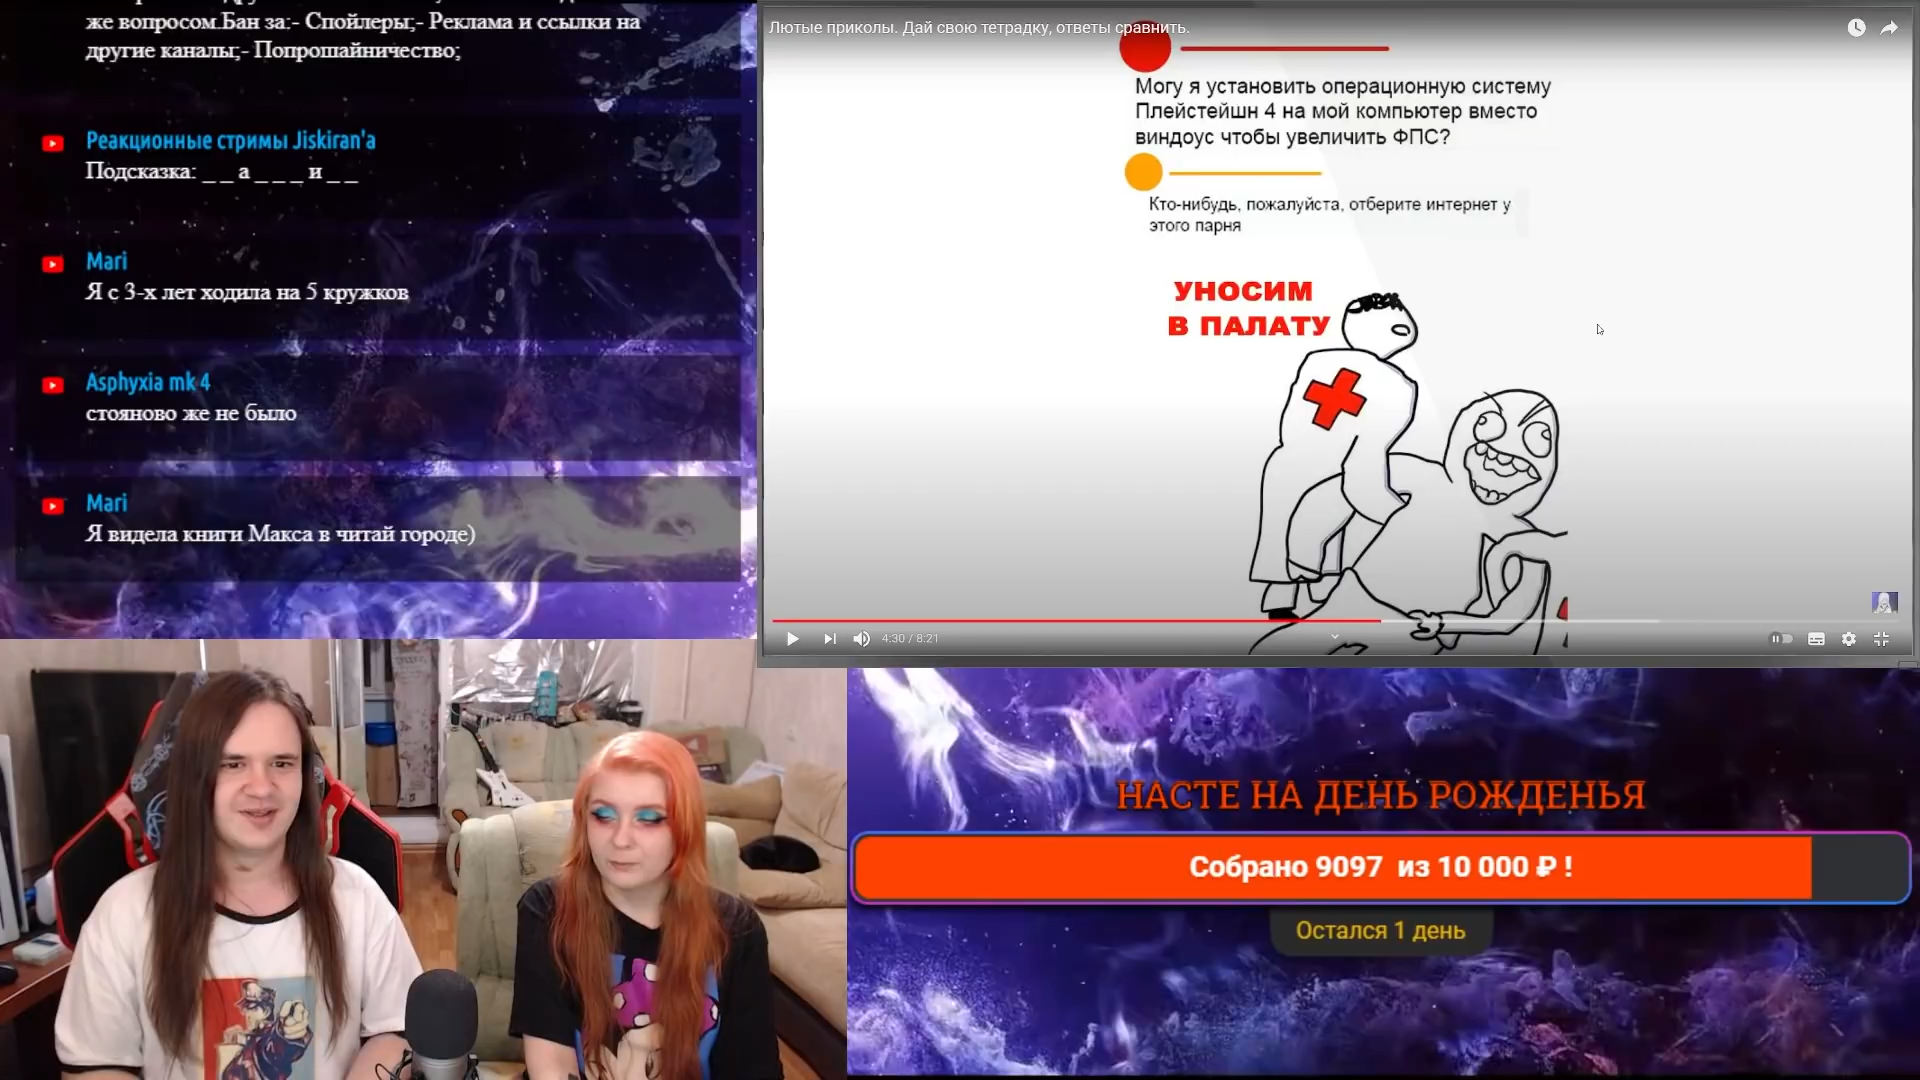 же вопросом.Бан за:- Спойлеры;- Реклама и ссылки на
другие каналы;- Попрошайничество;
Реакционные стримы Jiskiran'a
Подсказка: _ _ а _ _ _ и _ _
Mari
Я с 3-х лет ходила на 5 кружков
Asphyxia mk 4
стояново же не было
Mari
Я видела книги Макса в читай городе)
Лютые приколы. Дай свою тетрадку, ответы сравнить.
Могу я установить операционную систему
Плейстейшн 4 на мой компьютер вместо
виндоус чтобы увеличить ФПС?
Кто-нибудь, пожалуйста, отберите интернет у
этого парня
УНОСИМ
В ПАЛАТУ
4:30 / 8:21
НАСТЕ НА ДЕНЬ РОЖДЕНЬЯ
Собрано 9097 из 10 000 ₽ !
Остался 1 день